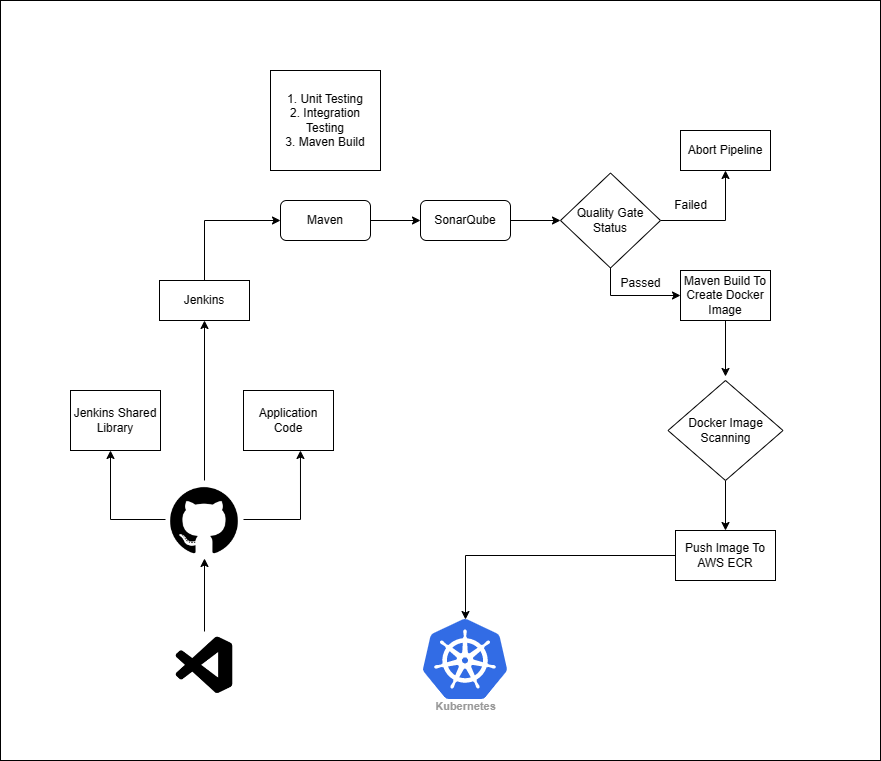 1. Unit Testing
2. Integration
Testing
3. Maven Build
Abort Pipeline
Failed
Quality Gate
Status
Maven
SonarQube
Passed
Maven Build To
Create Docker
Image
Jenkins
Jenkins Shared
Library
Application
Code
Docker Image
Scanning
Push Image To
AWS ECR
Kubernetes